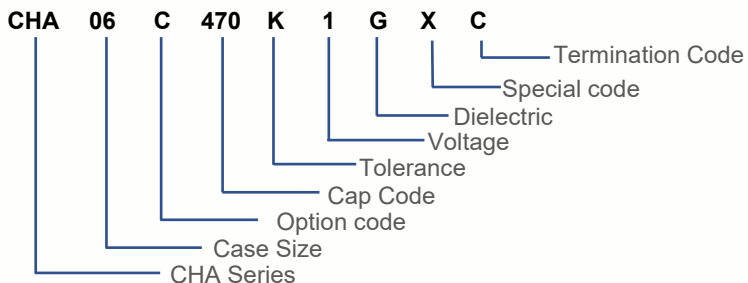 CHA 06 C 470 K 1 G X C
Termination Code
Special code
Dielectric
Voltage
Tolerance
Cap Code
Option code
Case Size
CHA Series